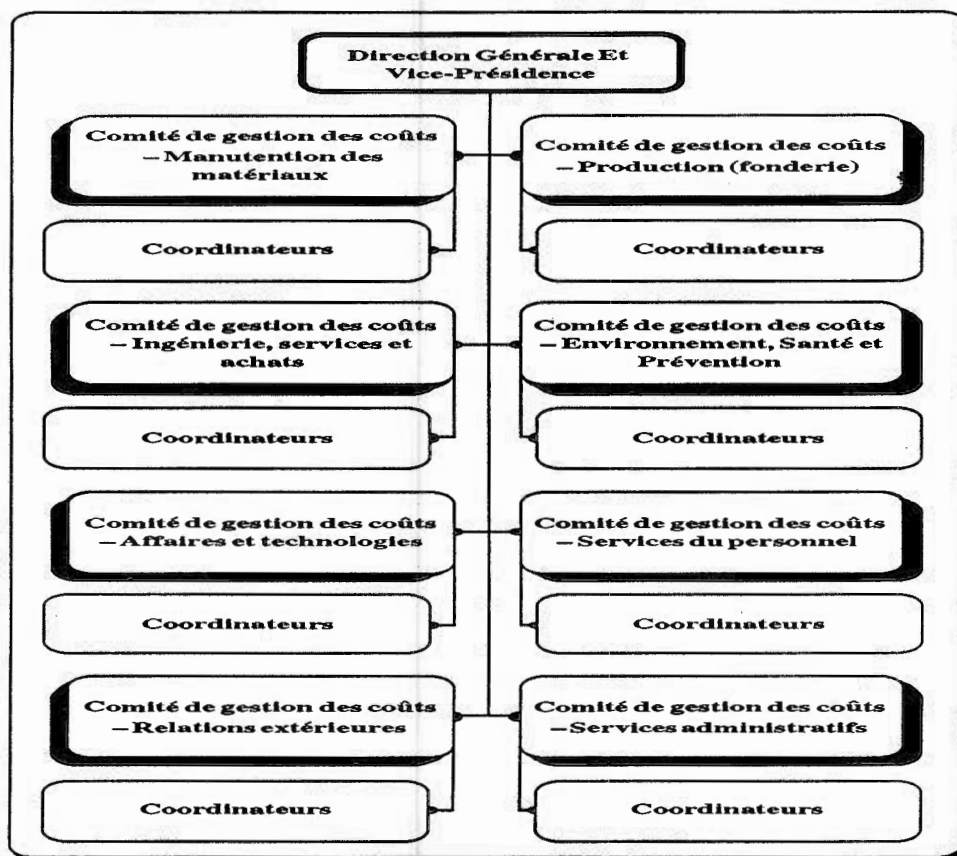 Direction Générale Et
Vice-Présidence
Comité de gestion des coûts
– Manutention des
matériaux
Comité de gestion des coûts
– Production (fonderie)
Coordinateurs
Coordinateurs
Comité de gestion des coûts
– Ingénierie, services et
achats
Comité de gestion des coûts
– Environnement, Santé et
Prévention
Coordinateurs
Coordinateurs
Comité de gestion des coûts
– Affaires et technologies
Comité de gestion des coûts
– Services du personnel
Coordinateurs
Coordinateurs
Comité de gestion des coûts
– Relations extérieures
Comité de gestion des coûts
– Services administratifs
Coordinateurs
Coordinateurs